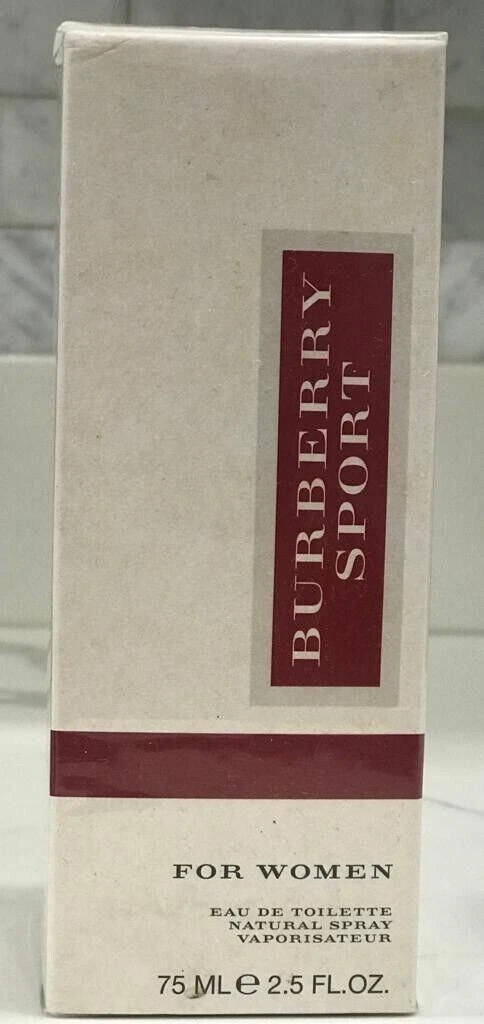 BURBERRY
SPORT
FOR WOMEN
EAU DE TOILETTE
NATURAL SPRAY
VAPORISATEUR
75 ML e 2.5 FL.OZ.